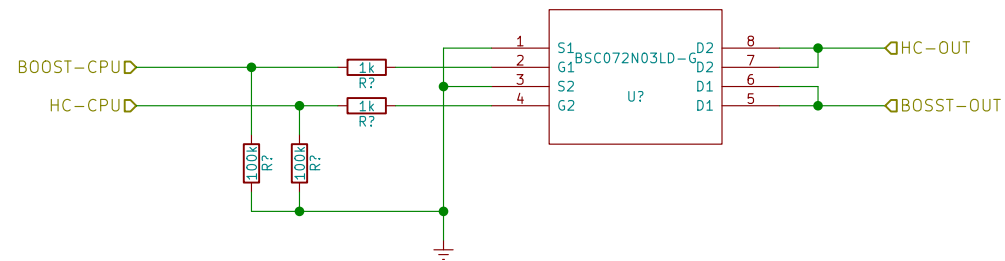 BOOST-CPU
HC-CPU
1k
R?
1k
R?
100k
R?
100k
R?
1
2
3
4
S1
G1
S2
G2
BSC072N03LD-G
U?
D2
D2
D1
D1
8
7
6
5
HC-OUT
BOSST-OUT